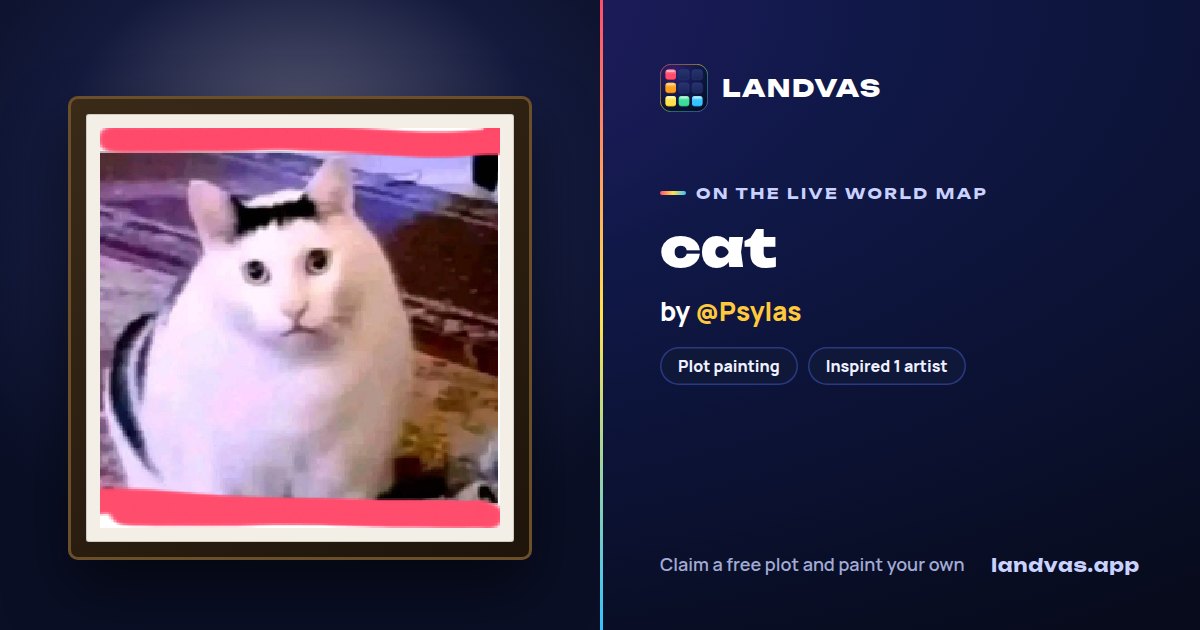 LANDVAS
ON THE LIVE WORLD MAP
cat
by @Psylas
Plot painting
Inspired 1 artist
Claim a free plot and paint your own
landvas.app